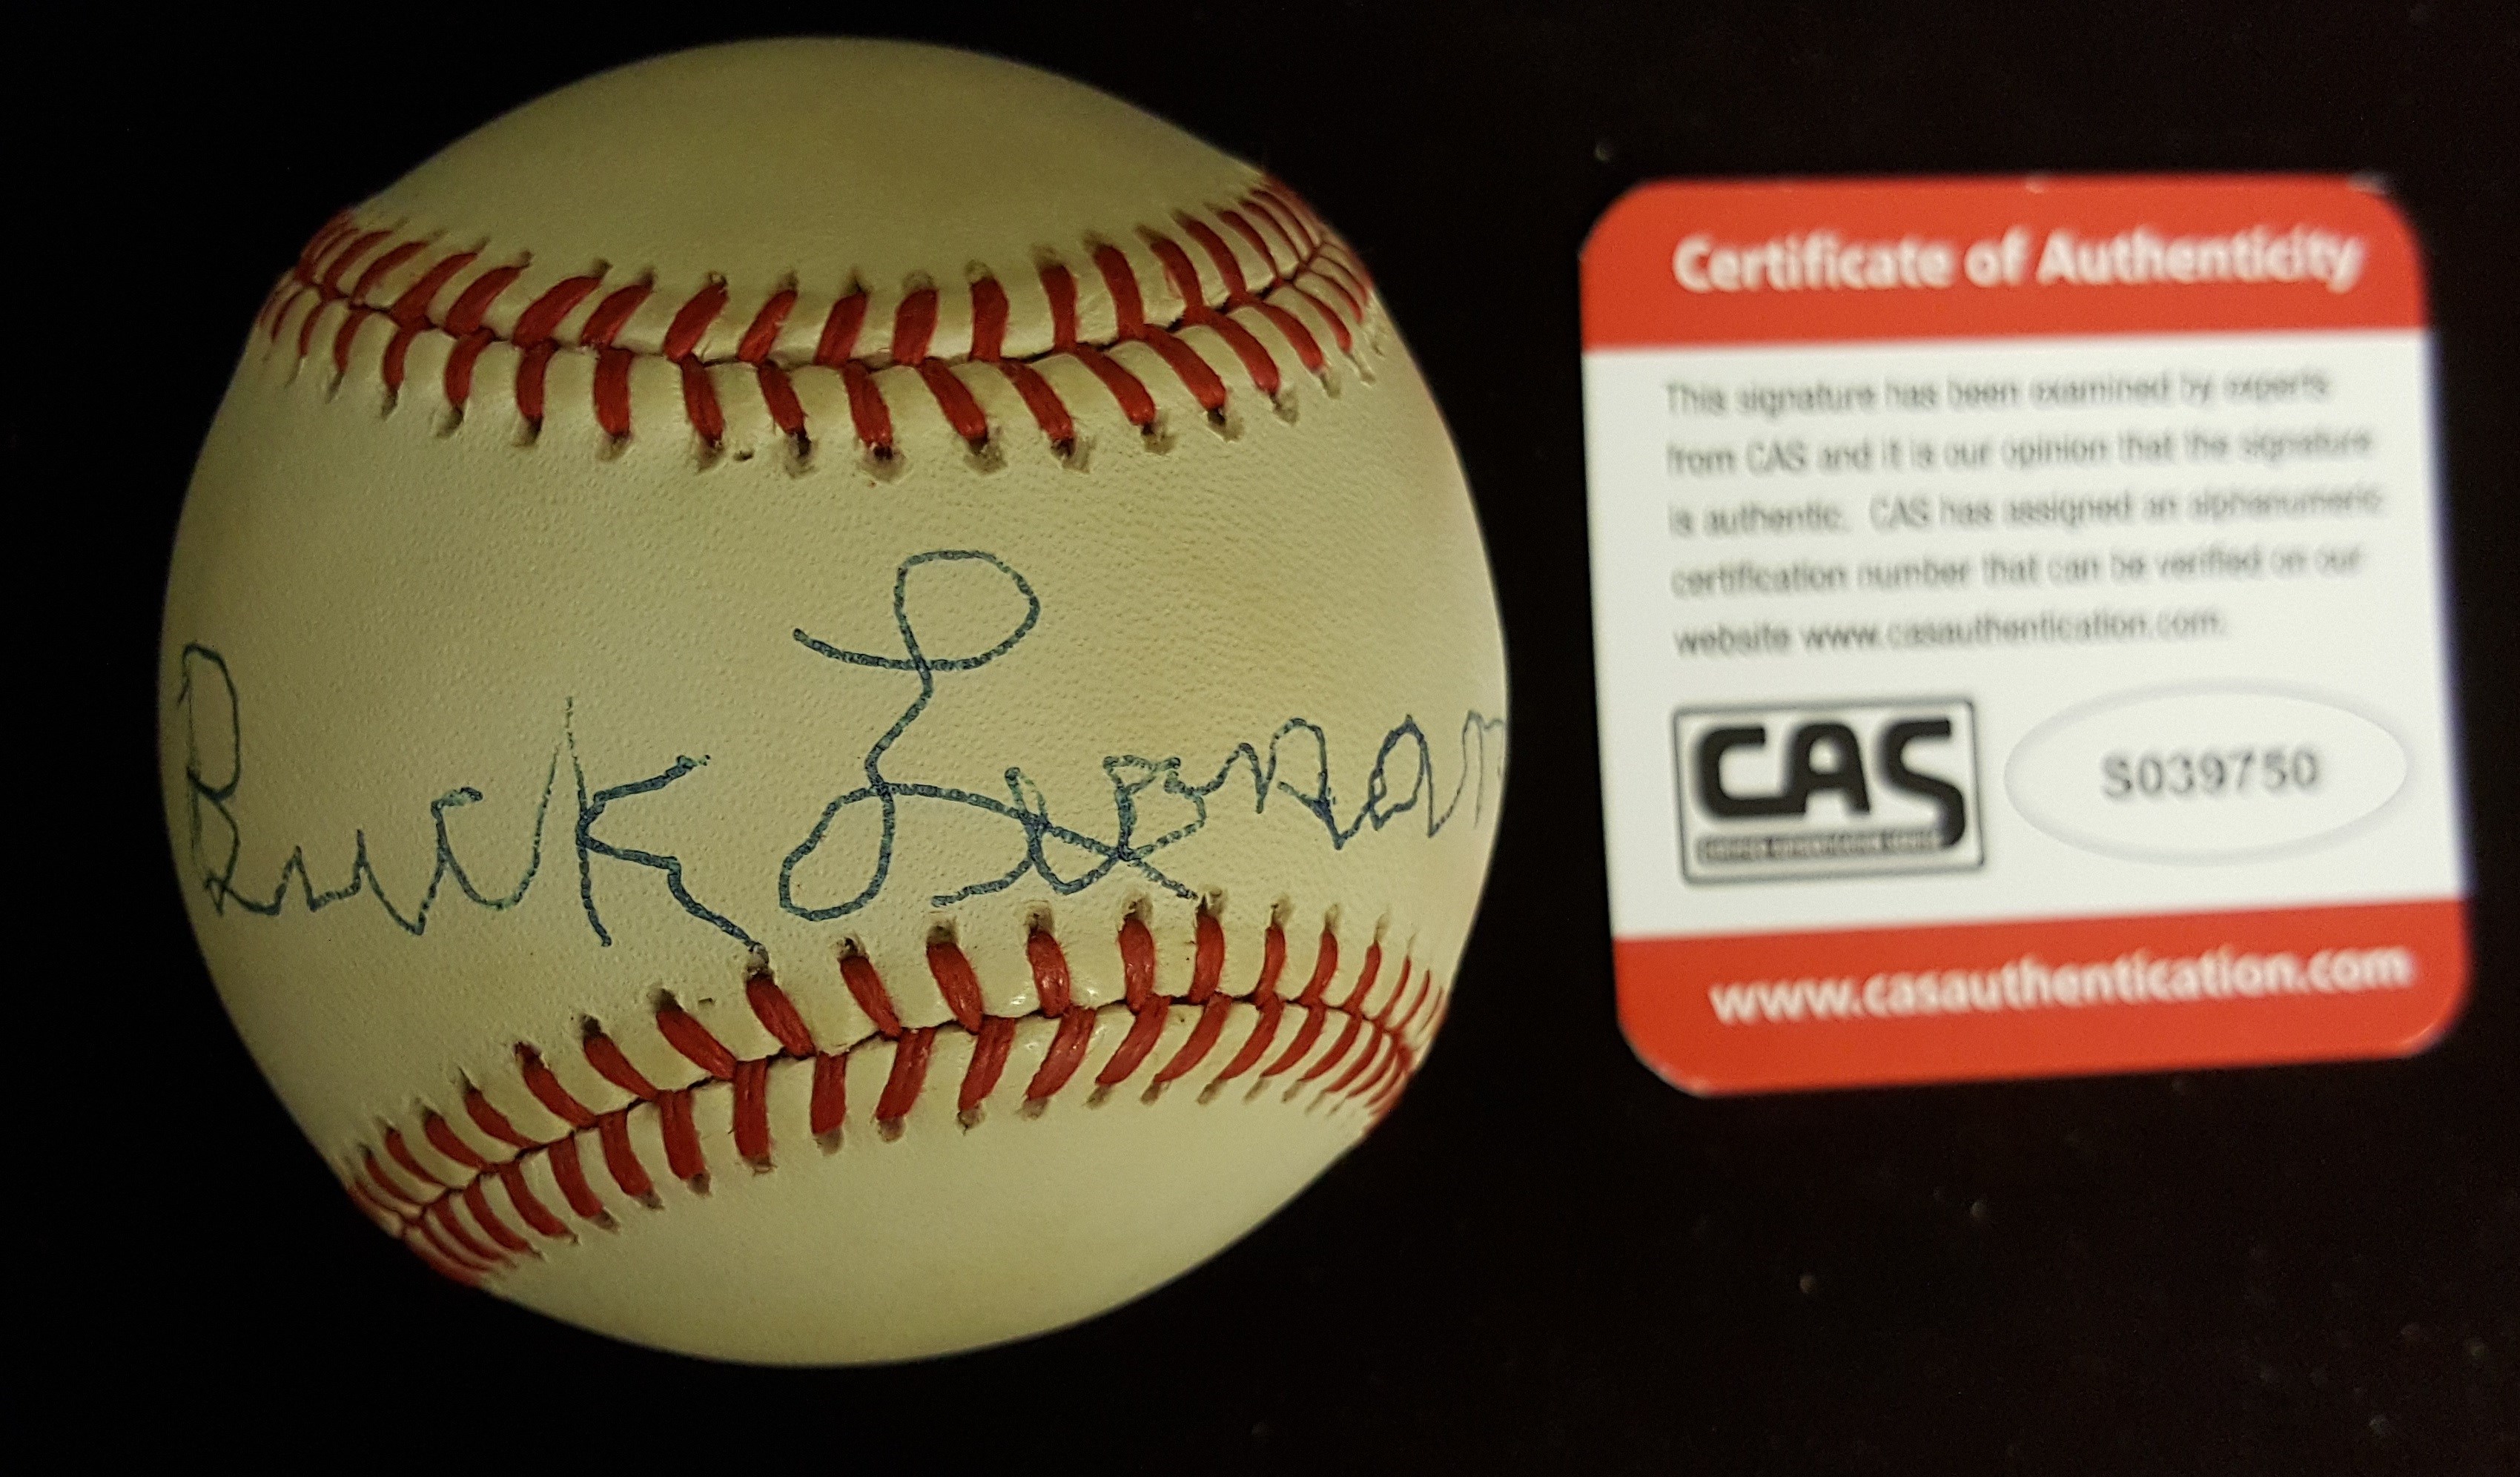 Buck Leonar
Certificate of Authenticity
This signature has been examined by experts
from CAS and it is our opinion that the signature
is authentic. CAS has assigned an alphanumeric
certification number that can be verified on our
website www.casauthentication.com.
CAS
S039750
www.casauthentication.com